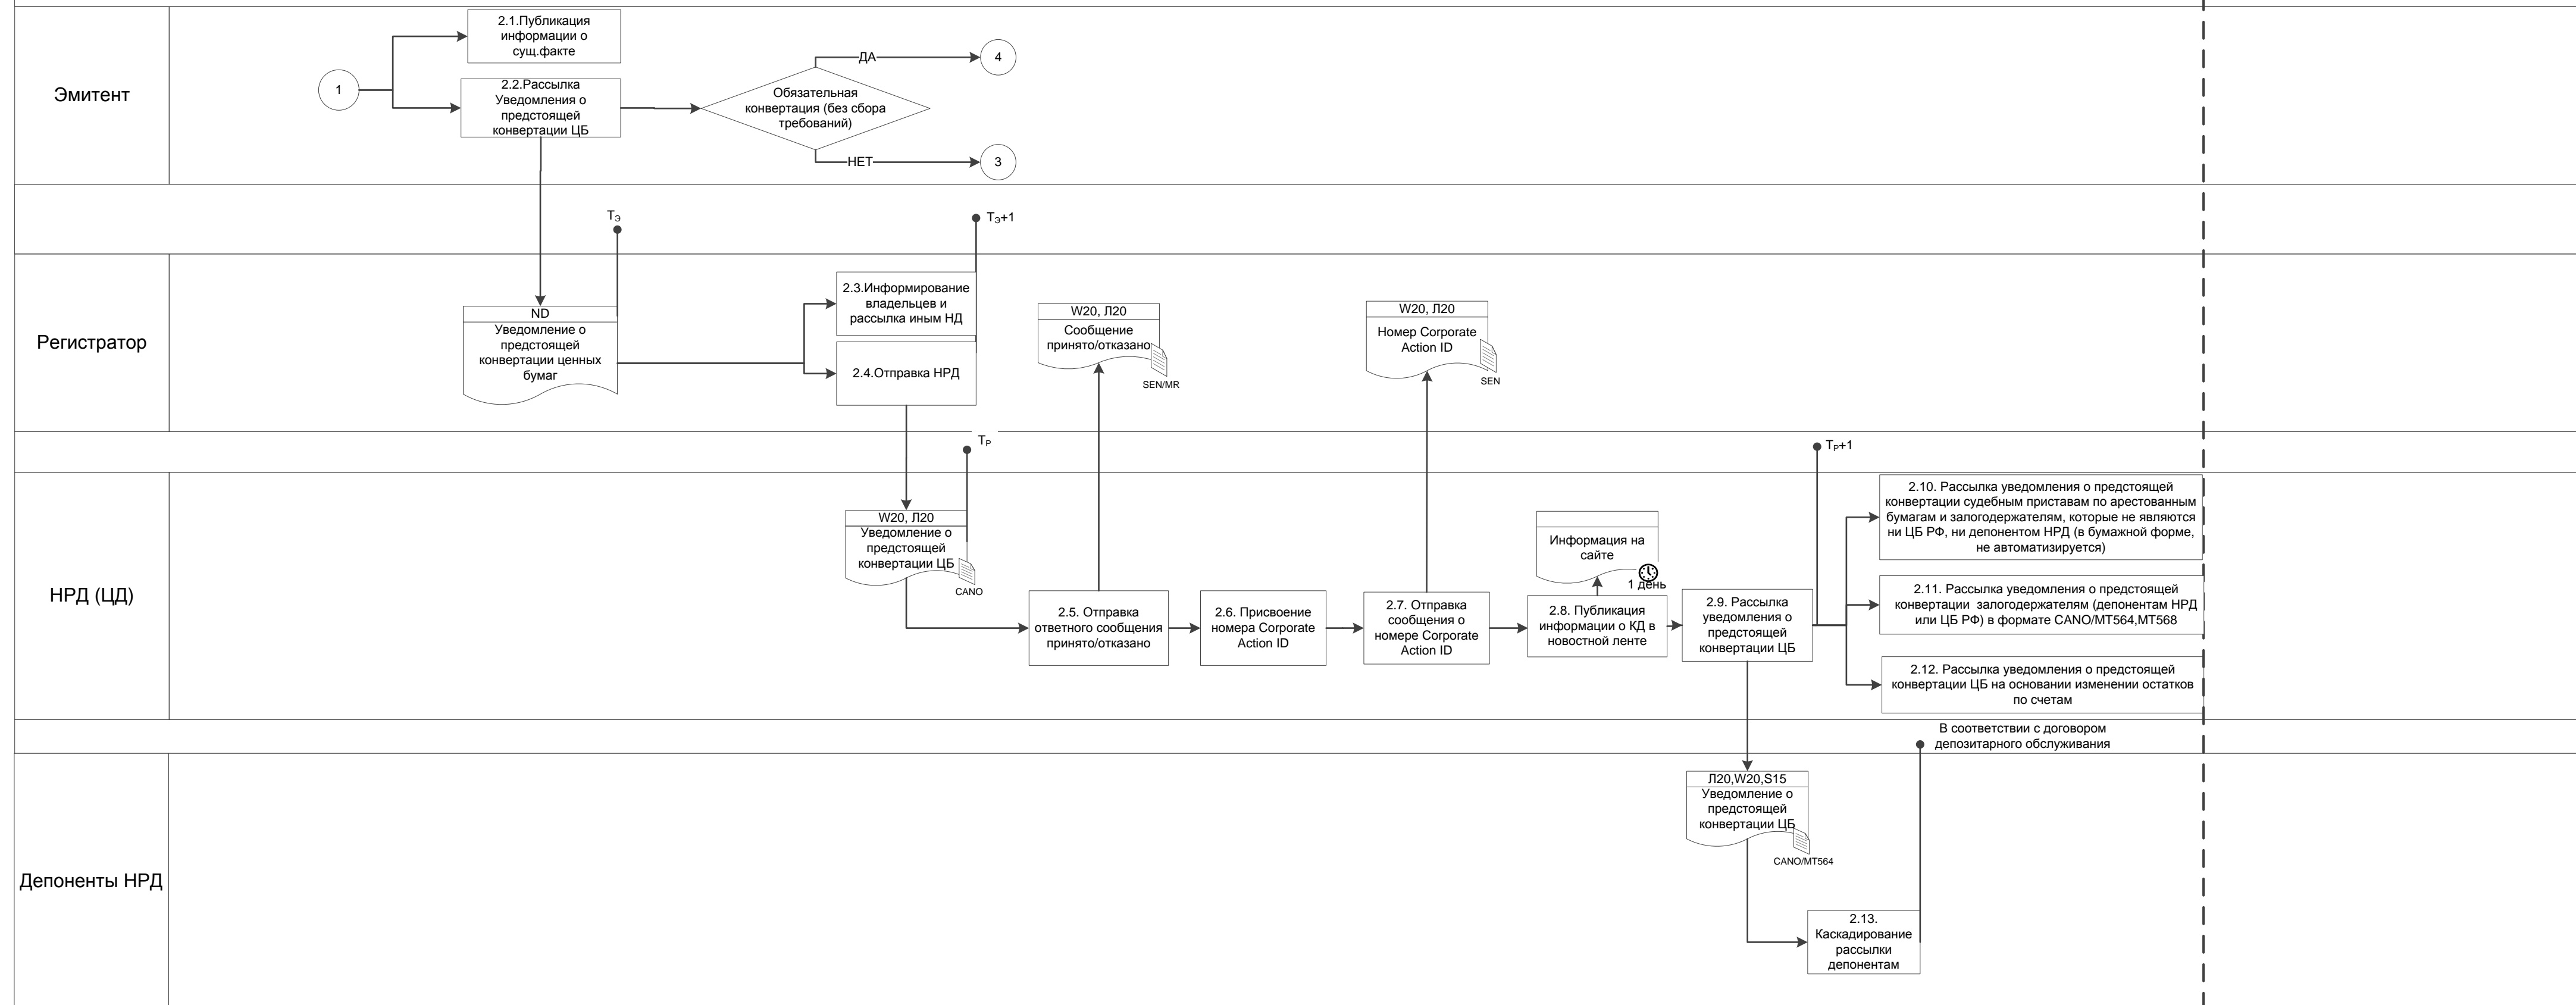 Эмитент
1
2.1.Публикация
информации о
сущ.факте
2.2.Рассылка
Уведомления о
предстоящей
конвертации ЦБ
Обязательная
конвертация (без сбора
требований)
ДА
4
НЕТ
3
TЭ
TЭ+1
Регистратор
ND
Уведомление о
предстоящей
конвертации ценных
бумаг
2.3.Информирование
владельцев и
рассылка иным НД
2.4.Отправка НРД
W20, Л20
Сообщение
принято/отказано
SEN/MR
W20, Л20
Номер Corporate
Action ID
SEN
TР
TР+1
НРД (ЦД)
W20, Л20
Уведомление о
предстоящей
конвертации ЦБ
CANO
2.5. Отправка
ответного сообщения
принято/отказано
2.6. Присвоение
номера Corporate
Action ID
2.7. Отправка
сообщения о
номере Corporate
Action ID
Информация на
сайте
1 день
2.8. Публикация
информации о КД в
новостной ленте
2.9. Рассылка
уведомления о
предстоящей
конвертации ЦБ
2.10. Рассылка уведомления о предстоящей
конвертации судебным приставам по арестованным
бумагам и залогодержателям, которые не являются
ни ЦБ РФ, ни депонентом НРД (в бумажной форме,
не автоматизируется)
2.11. Рассылка уведомления о предстоящей
конвертации залогодержателям (депонентам НРД
или ЦБ РФ) в формате CANO/MT564,MT568
2.12. Рассылка уведомления о предстоящей
конвертации ЦБ на основании изменении остатков
по счетам
В соответствии с договором
депозитарного обслуживания
Депоненты НРД
Л20,W20,S15
Уведомление о
предстоящей
конвертации ЦБ
CANO/MT564
2.13.
Каскадирование
рассылки
депонентам